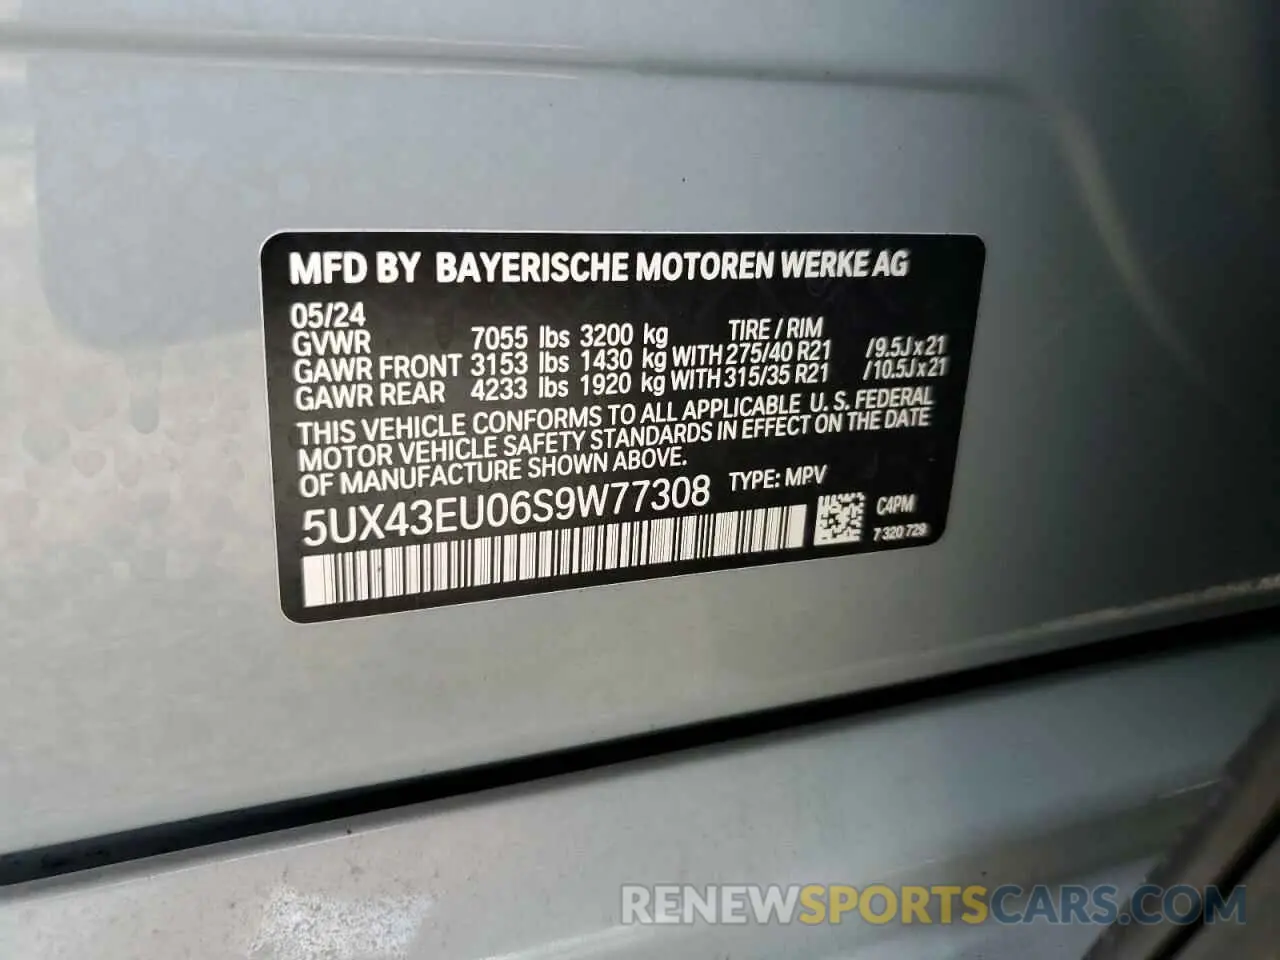 MFD BY BAYERISCHE MOTOREN WERKE AG
05/24
GVWR 7055 lbs 3200 kg TIRE / RIM
GAWR FRONT 3153 lbs 1430 kg WITH 275/40 R21 /9.5J x 21
GAWR REAR 4233 lbs 1920 kg WITH 315/35 R21 /10.5J x 21
THIS VEHICLE CONFORMS TO ALL APPLICABLE U. S. FEDERAL
MOTOR VEHICLE SAFETY STANDARDS IN EFFECT ON THE DATE
OF MANUFACTURE SHOWN ABOVE.
5UX43EU06S9W77308 TYPE: MPV
C4PM
7 320 729
RENEWSPORTSCARS.COM